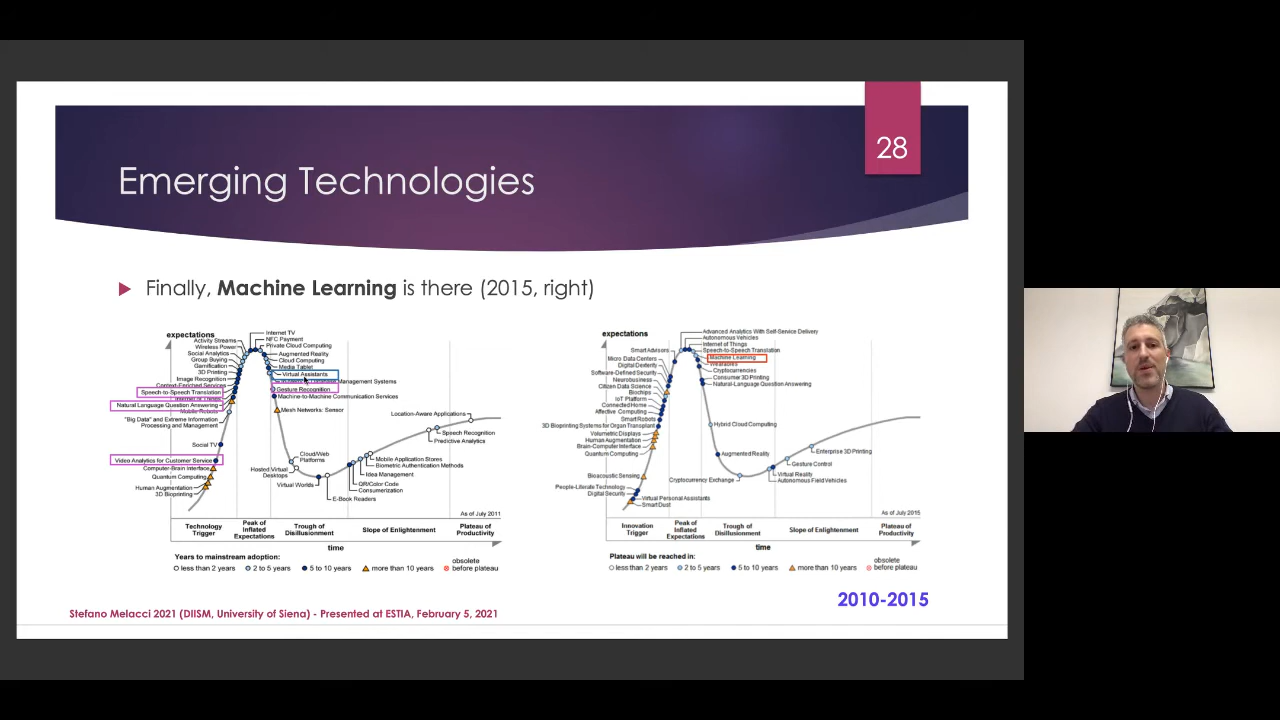 28
Emerging Technologies
Finally, Machine Learning is there (2015, right)
expectations
Internet TV
NFC Payment
Private Cloud Computing
Augmented Reality
Cloud Computing
Media Tablet
Virtual Assistants
Gesture Recognition
Machine-to-Machine Communication Services
Mesh Networks: Sensor
Activity Streams
Wireless Power
Social Analytics
Group Buying
Gamification
3D Printing
Image Recognition
Context-Enriched Services
Speech-to-Speech Translation
Natural Language Question Answering
Mobile Robots
"Big Data" and Extreme Information
Processing and Management
Social TV
Video Analytics for Customer Service
Computer-Brain Interface
Quantum Computing
Human Augmentation
3D Bioprinting
Cloud/Web
Platforms
Hosted Virtual
Desktops
Virtual Worlds
E-Book Readers
Location-Aware Applications
Speech Recognition
Predictive Analytics
Mobile Application Stores
Biometric Authentication Methods
Idea Management
QR/Color Code
Consumerization
As of July 2011
Technology
Trigger
Peak of
Inflated
Expectations
Trough of
Disillusionment
Slope of Enlightenment
Plateau of
Productivity
time
Years to mainstream adoption:
less than 2 years
2 to 5 years
5 to 10 years
more than 10 years
obsolete
before plateau
expectations
Advanced Analytics With Self-Service Delivery
Autonomous Vehicles
Internet of Things
Speech-to-Speech Translation
Machine Learning
Wearables
Cryptocurrencies
Consumer 3D Printing
Natural-Language Question Answering
Smart Advisors
Micro Data Centers
Digital Dexterity
Software-Defined Security
Neurobusiness
Citizen Data Science
Biochips
IoT Platform
Connected Home
Affective Computing
Smart Robots
3D Bioprinting Systems for Organ Transplant
Volumetric Displays
Human Augmentation
Brain-Computer Interface
Quantum Computing
Bioacoustic Sensing
People-Literate Technology
Digital Security
Virtual Personal Assistants
Smart Dust
Hybrid Cloud Computing
Augmented Reality
Cryptocurrency Exchange
Enterprise 3D Printing
Gesture Control
Virtual Reality
Autonomous Field Vehicles
As of July 2015
Innovation
Trigger
Peak of
Inflated
Expectations
Trough of
Disillusionment
Slope of Enlightenment
Plateau of
Productivity
time
Plateau will be reached in:
less than 2 years
2 to 5 years
5 to 10 years
more than 10 years
obsolete
before plateau
2010-2015
Stefano Melacci 2021 (DIISM, University of Siena) - Presented at ESTIA, February 5, 2021